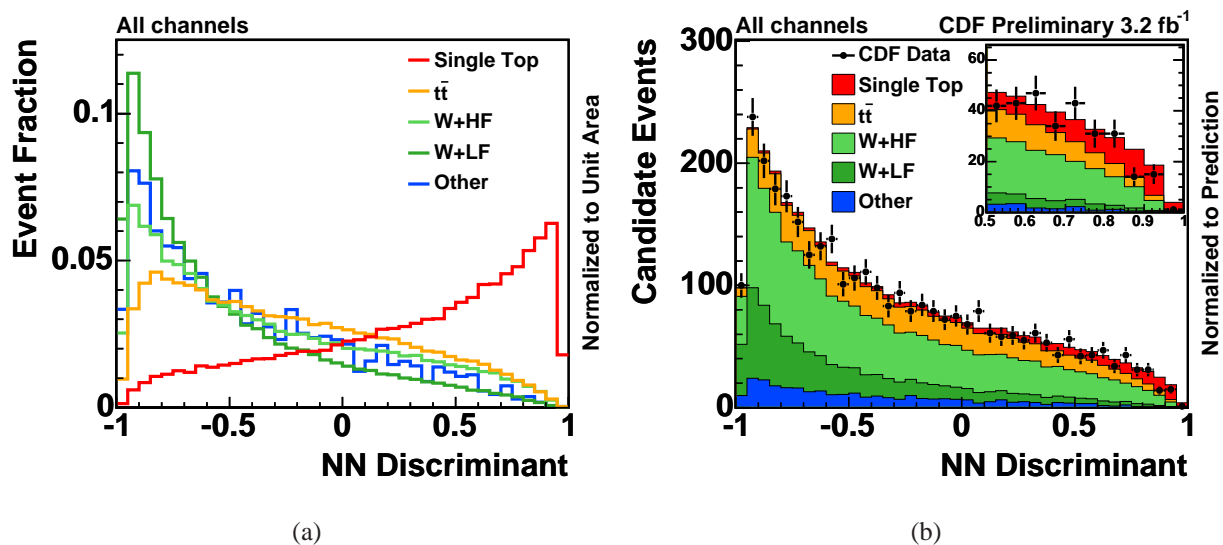 All channels
Event Fraction
0.1
0.05
0
Single Top
tt̄
W+HF
W+LF
Other
-1 -0.5 0 0.5 1
NN Discriminant
Normalized to Unit Area
(a)
All channels CDF Preliminary 3.2 fb⁻¹
Candidate Events
300
200
100
0
CDF Data
Single Top
tt̄
W+HF
W+LF
Other
60
40
20
0
0.5 0.6 0.7 0.8 0.9 1
-1 -0.5 0 0.5 1
NN Discriminant
Normalized to Prediction
(b)